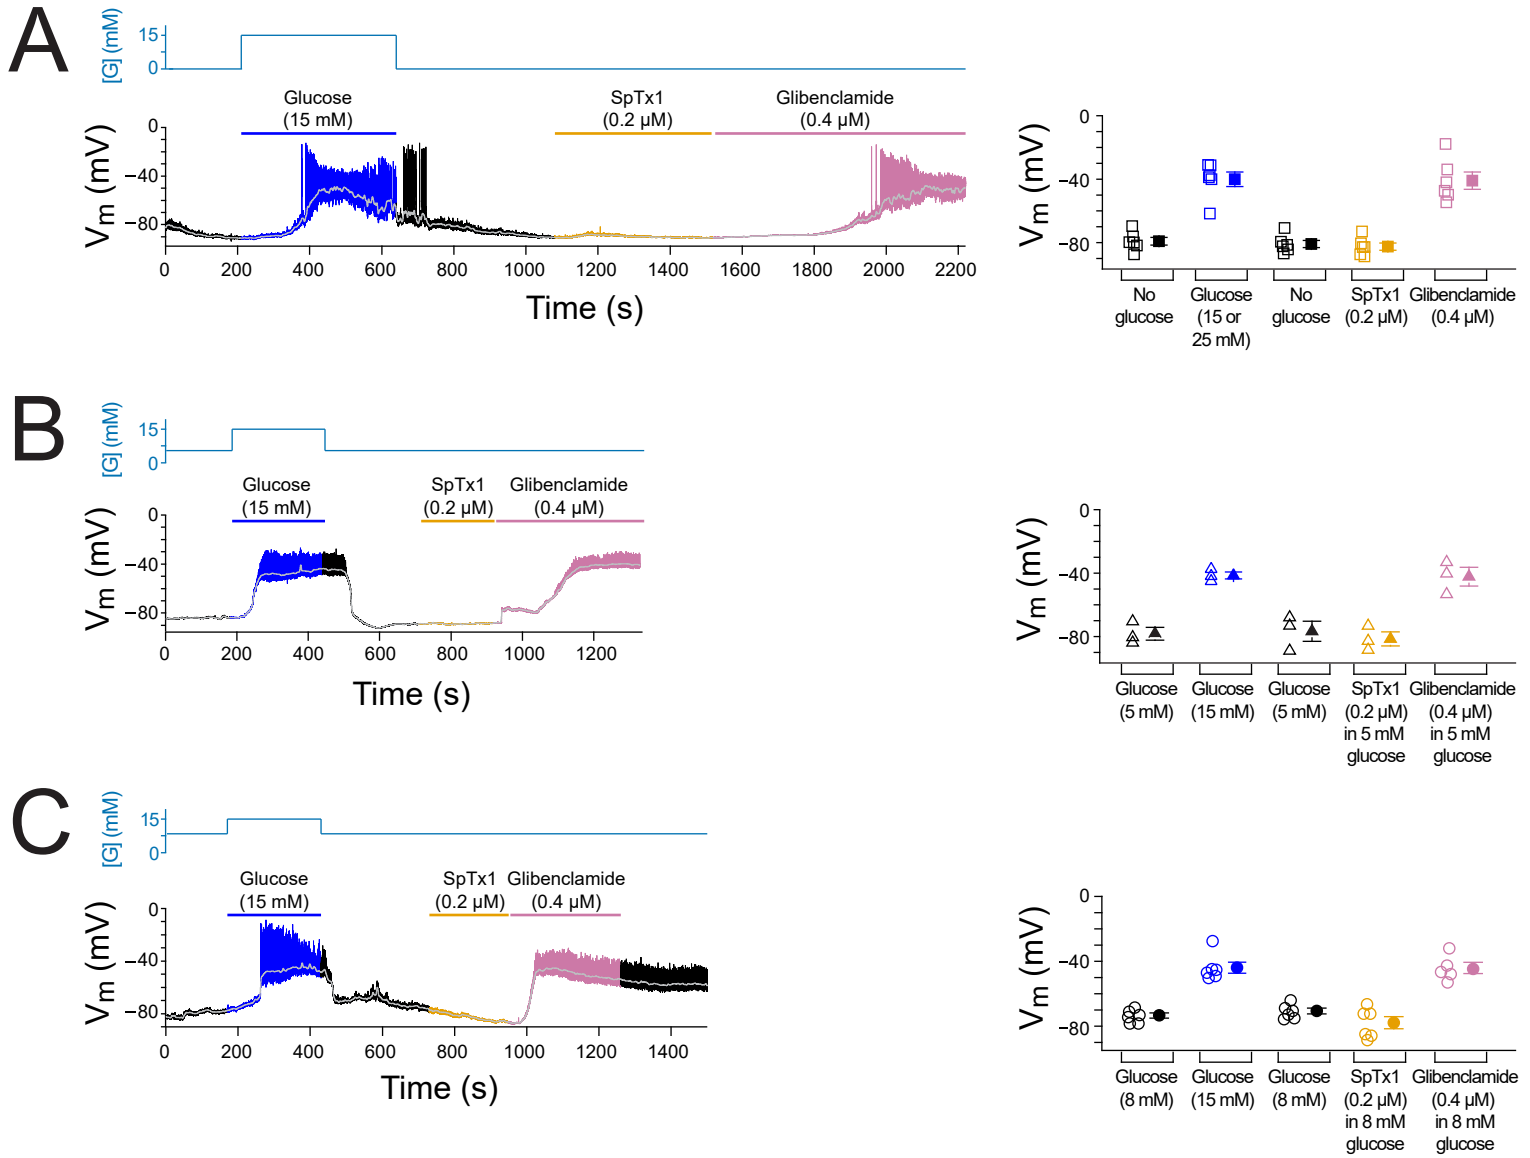 A
[G] (mM)
15
0
Glucose
(15 mM)
SpTx1
(0.2 µM)
Glibenclamide
(0.4 µM)
Vm (mV)
0
−40
−80
0 200 400 600 800 1000 1200 1400 1600 1800 2000 2200
Time (s)
Vm (mV)
0
−40
−80
No
glucose
Glucose
(15 or
25 mM)
No
glucose
SpTx1
(0.2 µM)
Glibenclamide
(0.4 µM)
B
[G] (mM)
15
0
Glucose
(15 mM)
SpTx1
(0.2 µM)
Glibenclamide
(0.4 µM)
Vm (mV)
0
−40
−80
0 200 400 600 800 1000 1200
Time (s)
Vm (mV)
0
−40
−80
Glucose
(5 mM)
Glucose
(15 mM)
Glucose
(5 mM)
SpTx1
(0.2 µM)
in 5 mM
glucose
Glibenclamide
(0.4 µM)
in 5 mM
glucose
C
[G] (mM)
15
0
Glucose
(15 mM)
SpTx1
(0.2 µM)
Glibenclamide
(0.4 µM)
Vm (mV)
0
−40
−80
0 200 400 600 800 1000 1200 1400
Time (s)
Vm (mV)
0
−40
−80
Glucose
(8 mM)
Glucose
(15 mM)
Glucose
(8 mM)
SpTx1
(0.2 µM)
in 8 mM
glucose
Glibenclamide
(0.4 µM)
in 8 mM
glucose